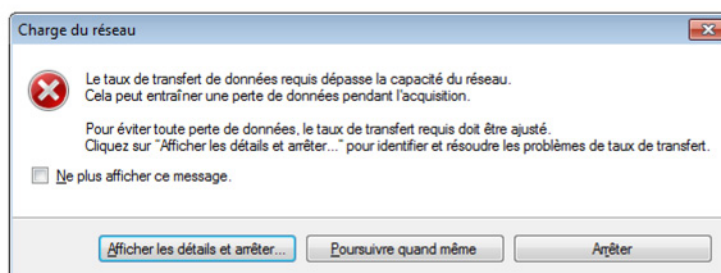 Charge du réseau
Le taux de transfert de données requis dépasse la capacité du réseau.
Cela peut entraîner une perte de données pendant l'acquisition.
Pour éviter toute perte de données, le taux de transfert requis doit être ajusté.
Cliquez sur "Afficher les détails et arrêter..." pour identifier et résoudre les problèmes de taux de transfert.
Ne plus afficher ce message.
Afficher les détails et arrêter... Poursuivre quand même Arrêter